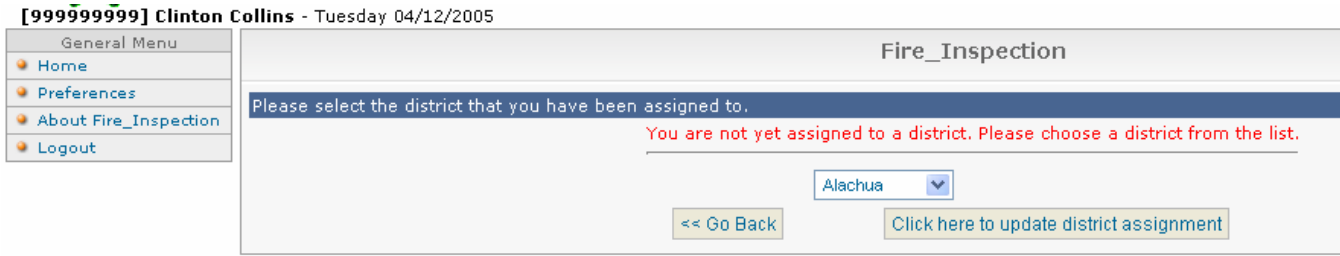 [999999999] Clinton Collins - Tuesday 04/12/2005
General Menu
Home
Preferences
About Fire_Inspection
Logout
Fire_Inspection
Please select the district that you have been assigned to.
You are not yet assigned to a district. Please choose a district from the list.
Alachua
<< Go Back
Click here to update district assignment